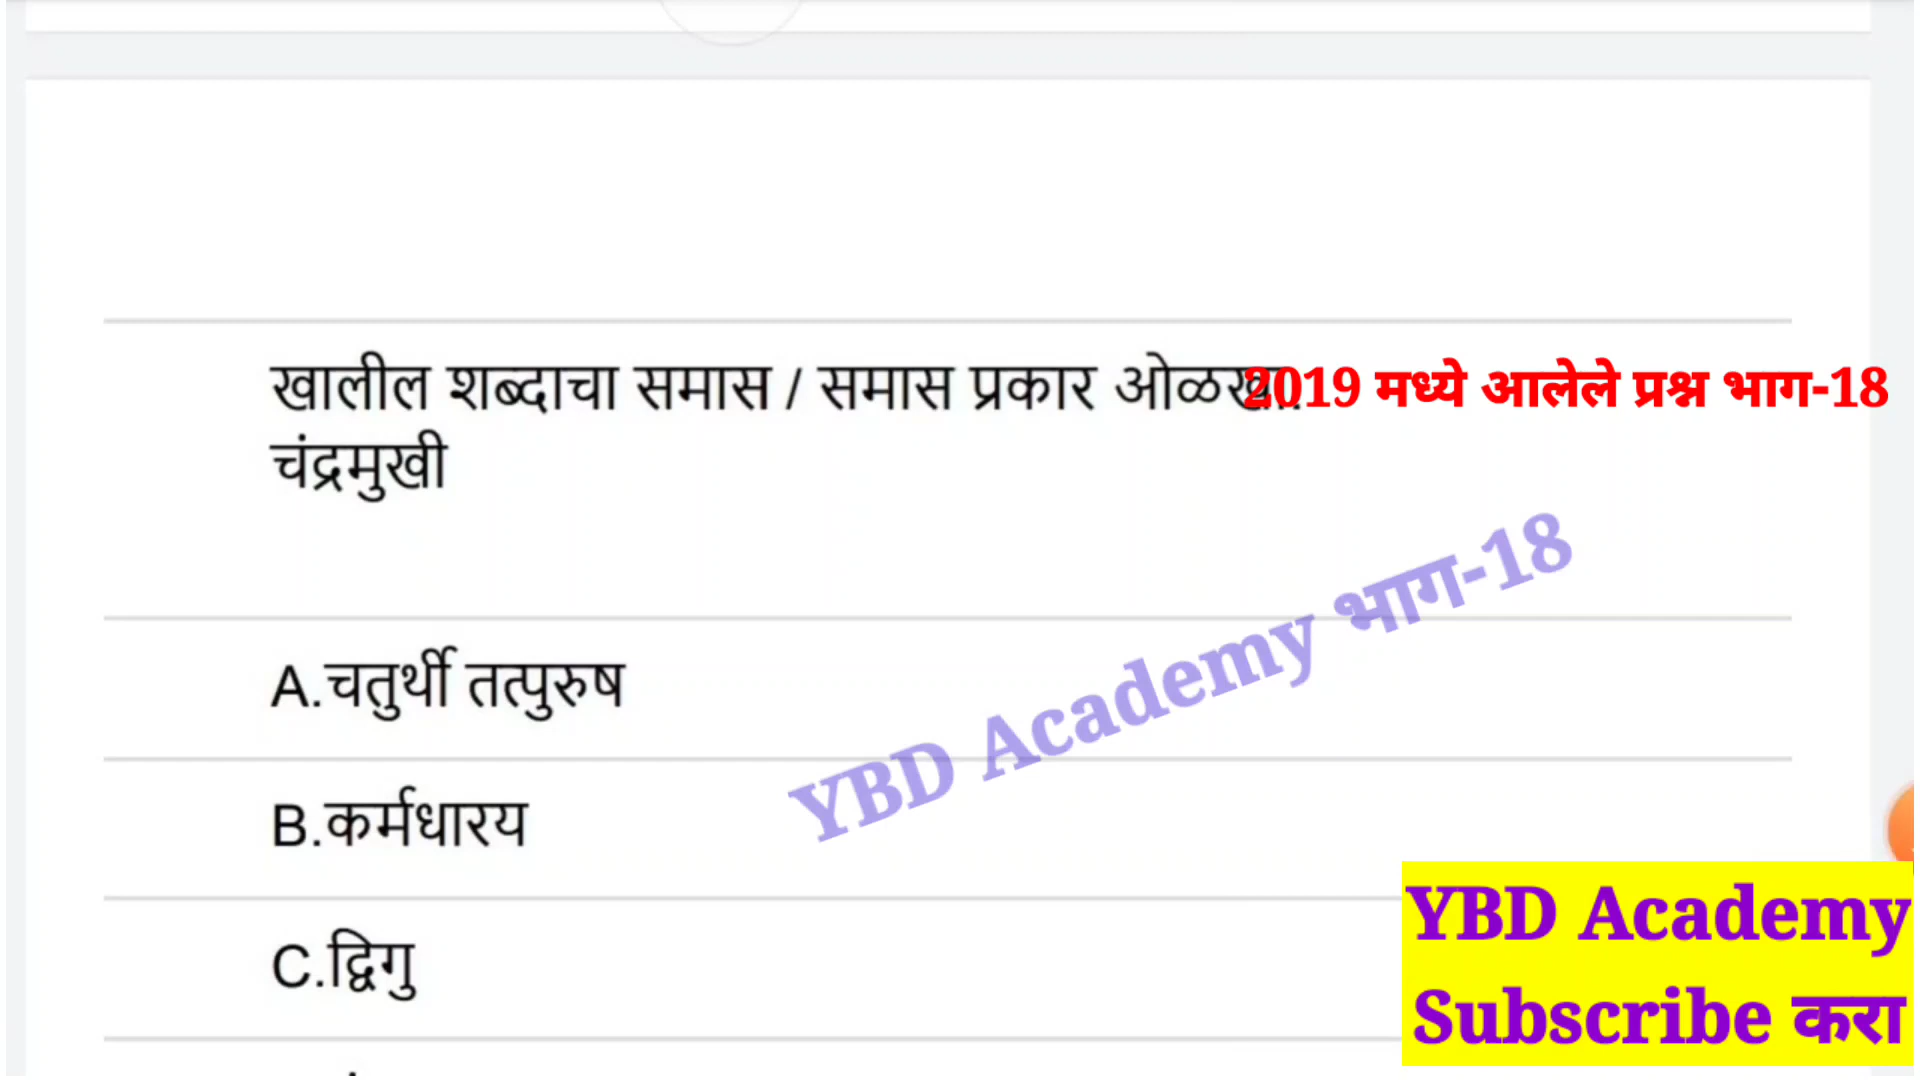 खालील शब्दाचा समास / समास प्रकार ओळखा.
2019 मध्ये आलेले प्रश्न भाग-18
चंद्रमुखी
YBD Academy भाग-18
A.चतुर्थी तत्पुरुष
B.कर्मधारय
C.द्विगु
YBD Academy
Subscribe करा